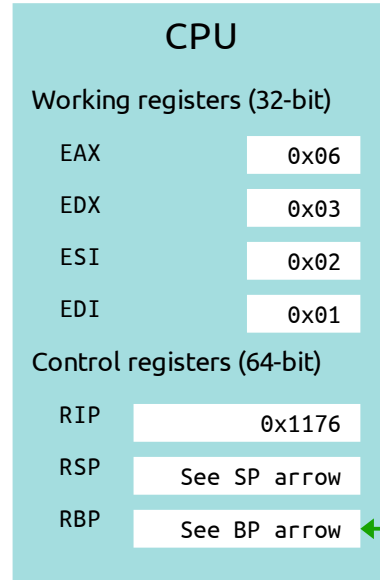 CPU
Working registers (32-bit)
EAX 0x06
EDX 0x03
ESI 0x02
EDI 0x01
Control registers (64-bit)
RIP 0x1176
RSP See SP arrow
RBP See BP arrow